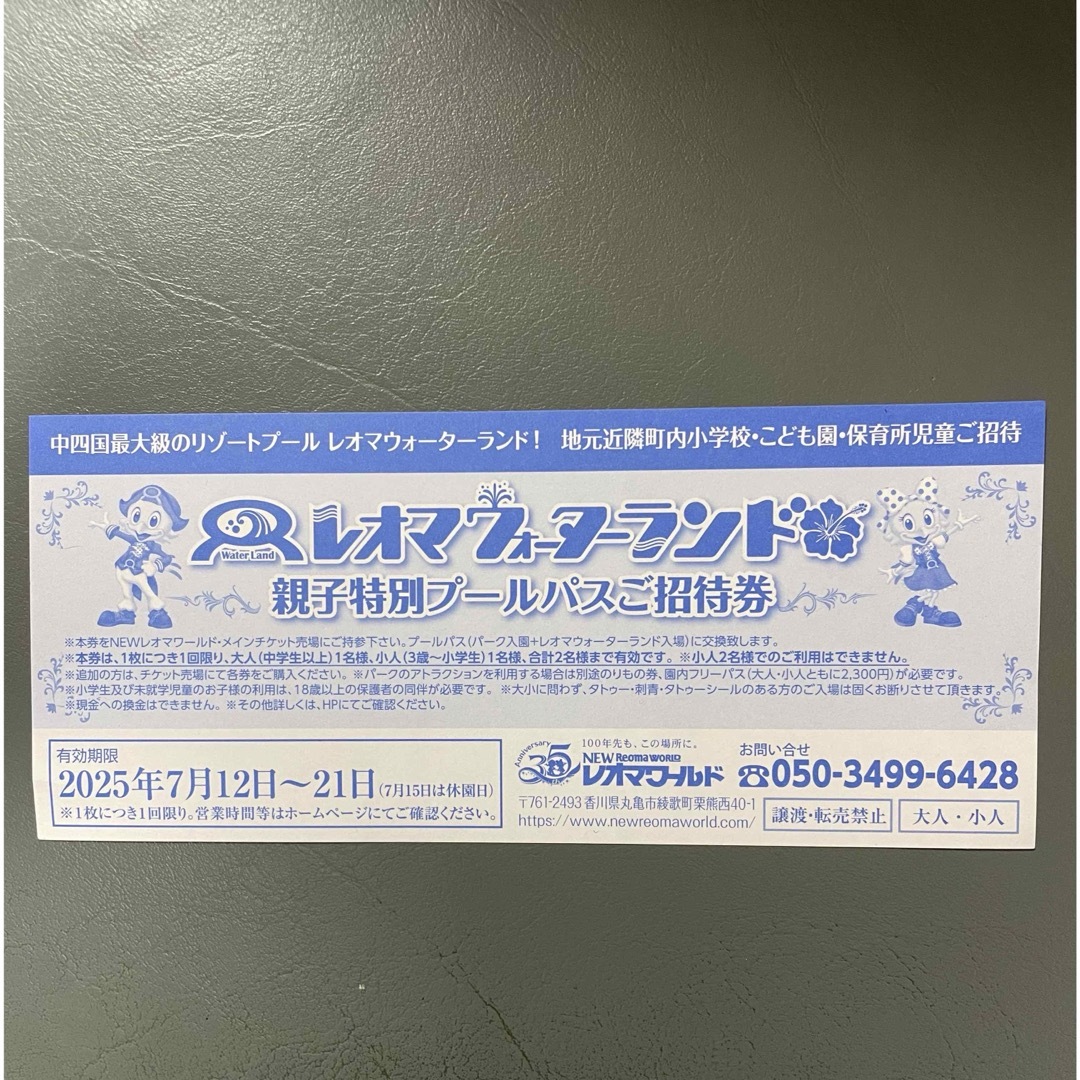 中四国最大級のリゾートプール レオマウォーターランド！ 地元近隣町内小学校・こども園・保育所児童ご招待
Water Land
レオマウォーターランド
親子特別プールパスご招待券
※本券をNEWレオマワールド・メインチケット売場にご持参下さい。プールパス(パーク入園+レオマウォーターランド入場)に交換致します。
※本券は、1枚につき1回限り、大人(中学生以上)1名様、小人(3歳〜小学生)1名様、合計2名様まで有効です。 ※小人2名様でのご利用はできません。
※追加の方は、チケット売場にて各券をご購入ください。 ※パークのアトラクションを利用する場合は別途のりもの券、園内フリーパス(大人・小人ともに2,300円)が必要です。
※小学生及び未就学児童のお子様の利用は、18歳以上の保護者の同伴が必要です。 ※大小に問わず、タトゥー・刺青・タトゥーシールのある方のご入場は固くお断りさせて頂きます。
※現金への換金はできません。 ※その他詳しくは、HPにてご確認ください。
有効期限
2025年7月12日〜21日(7月15日は休園日)
※1枚につき1回限り。営業時間等はホームページにてご確認ください。
Anniversary
35
100年先も、この場所に。
NEW Reoma WORLD
レオマワールド
お問い合せ
☎050-3499-6428
〒761-2493 香川県丸亀市綾歌町栗熊西40-1
https://www.newreomaworld.com/
譲渡・転売禁止
大人・小人